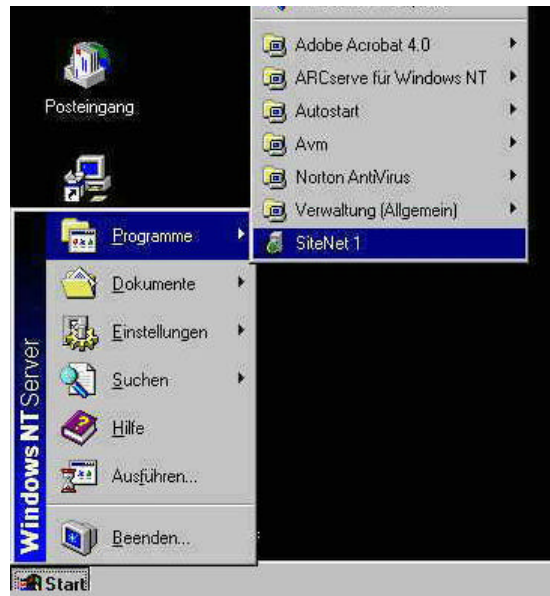 Adobe Acrobat 4.0
Posteingang
ARCserve für Windows NT
Autostart
Avm
Norton AntiVirus
Verwaltung (Allgemein)
SiteNet 1
Programme
Dokumente
Einstellungen
Suchen
Hilfe
Ausführen...
Beenden...
Windows NT Server
Start